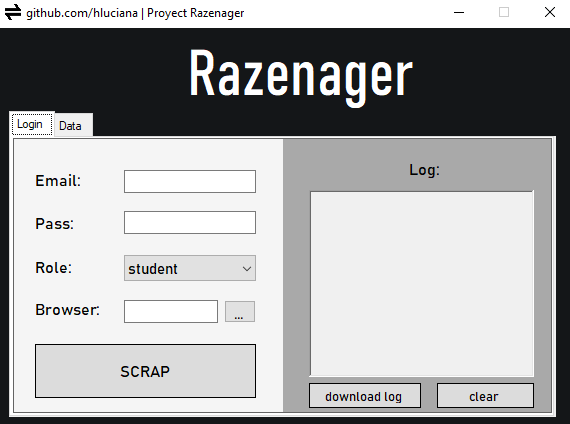 github.com/hluciana | Proyect Razenager
Razenager
Login Data
Email:
Pass:
Role: student
Browser: ...
SCRAP
Log:
download log clear